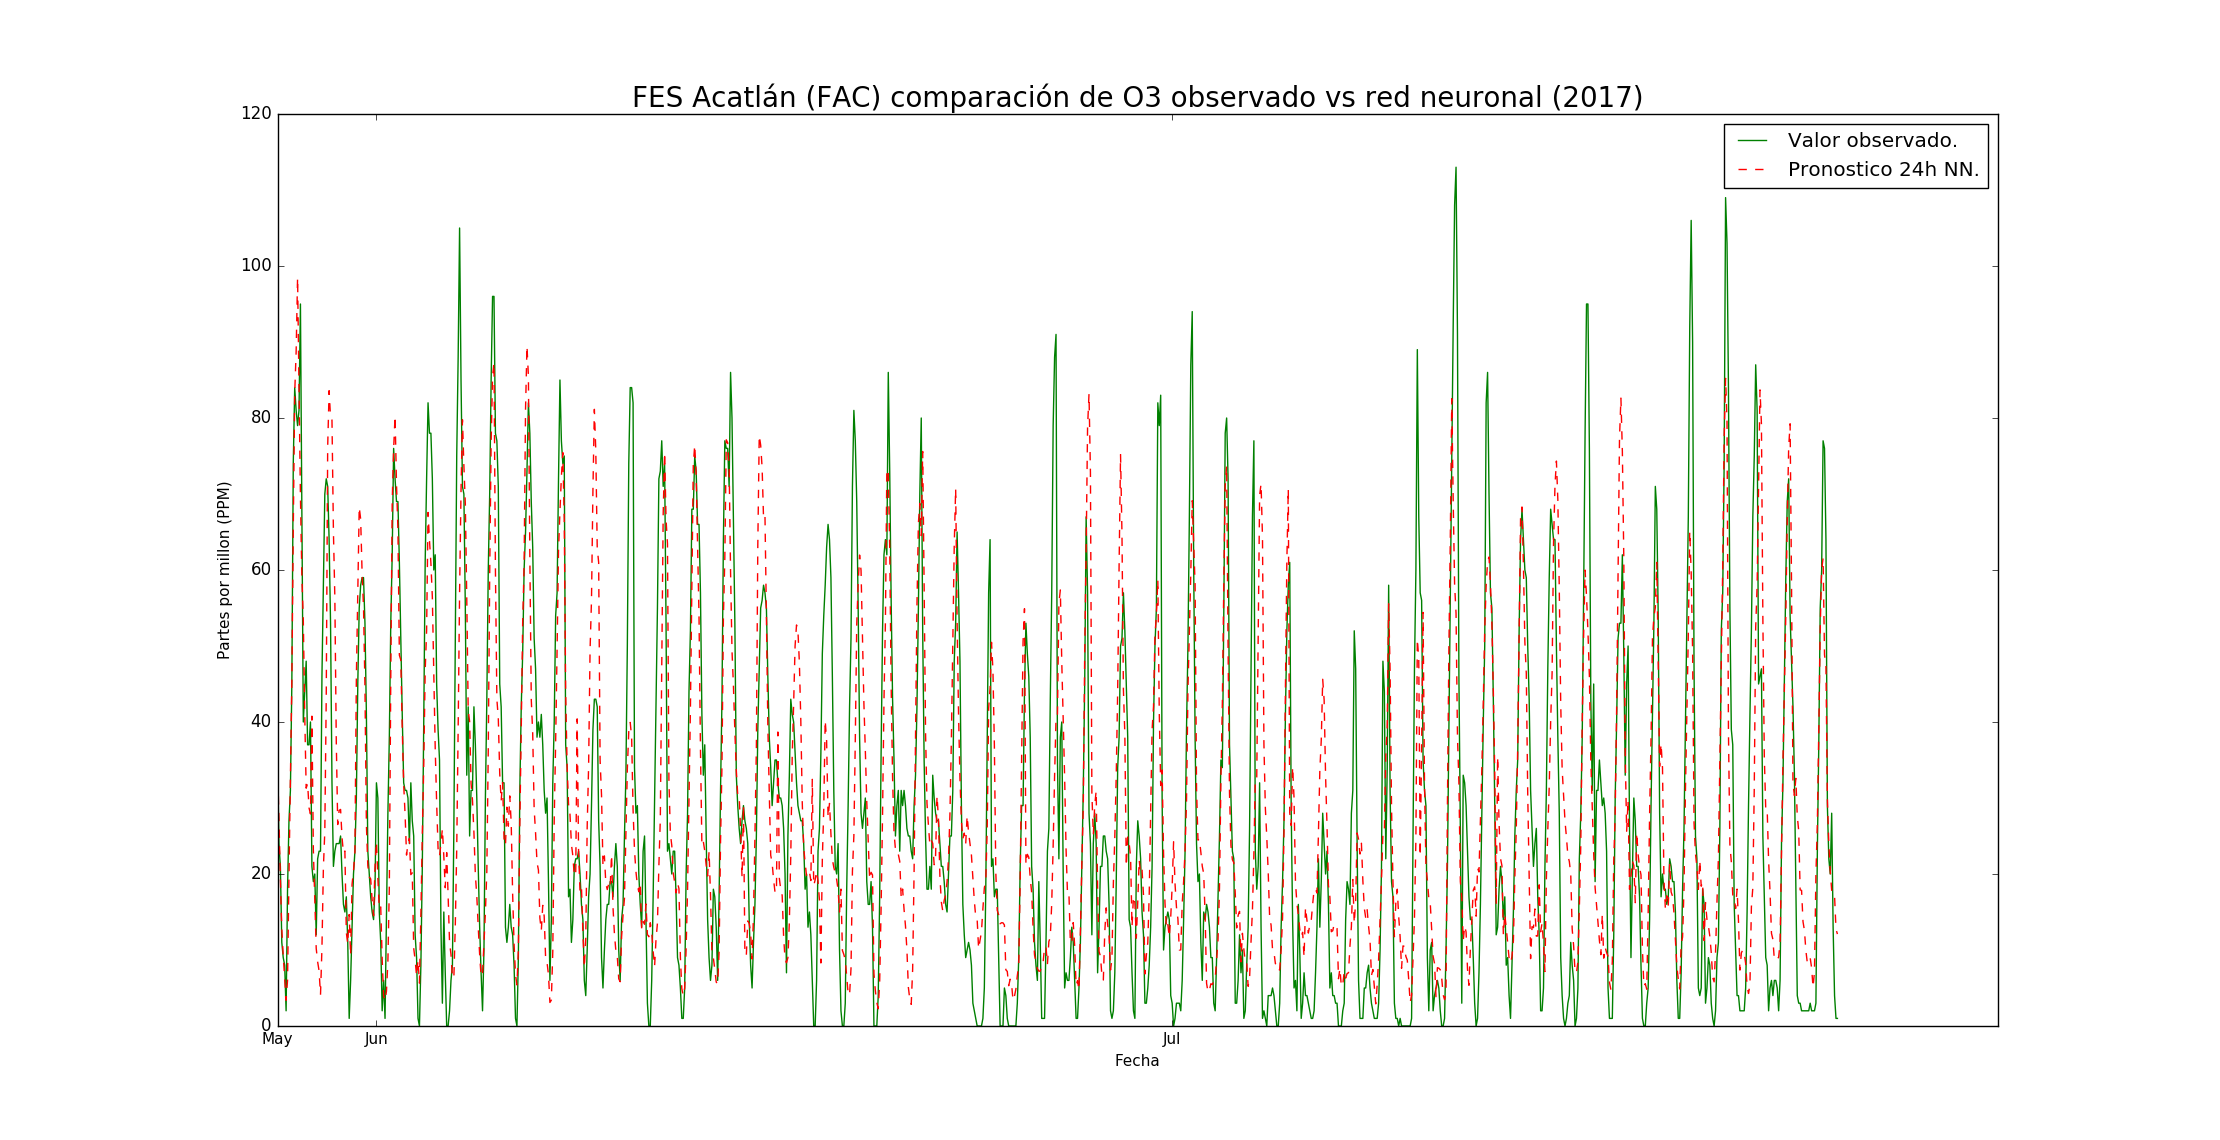 FES Acatlán (FAC) comparación de O3 observado vs red neuronal (2017)
Valor observado.
Pronostico 24h NN.
120
100
80
60
40
20
0
Partes por millon (PPM)
May
Jun
Jul
Fecha